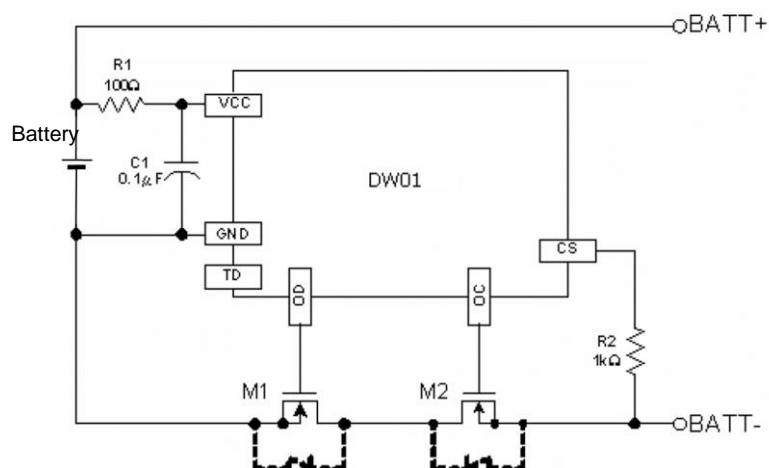 BATT+
R1
100Ω
VCC
Battery
C1
0.1μF
DW01
GND
CS
TD
OD
OC
R2
1kΩ
M1
M2
BATT-